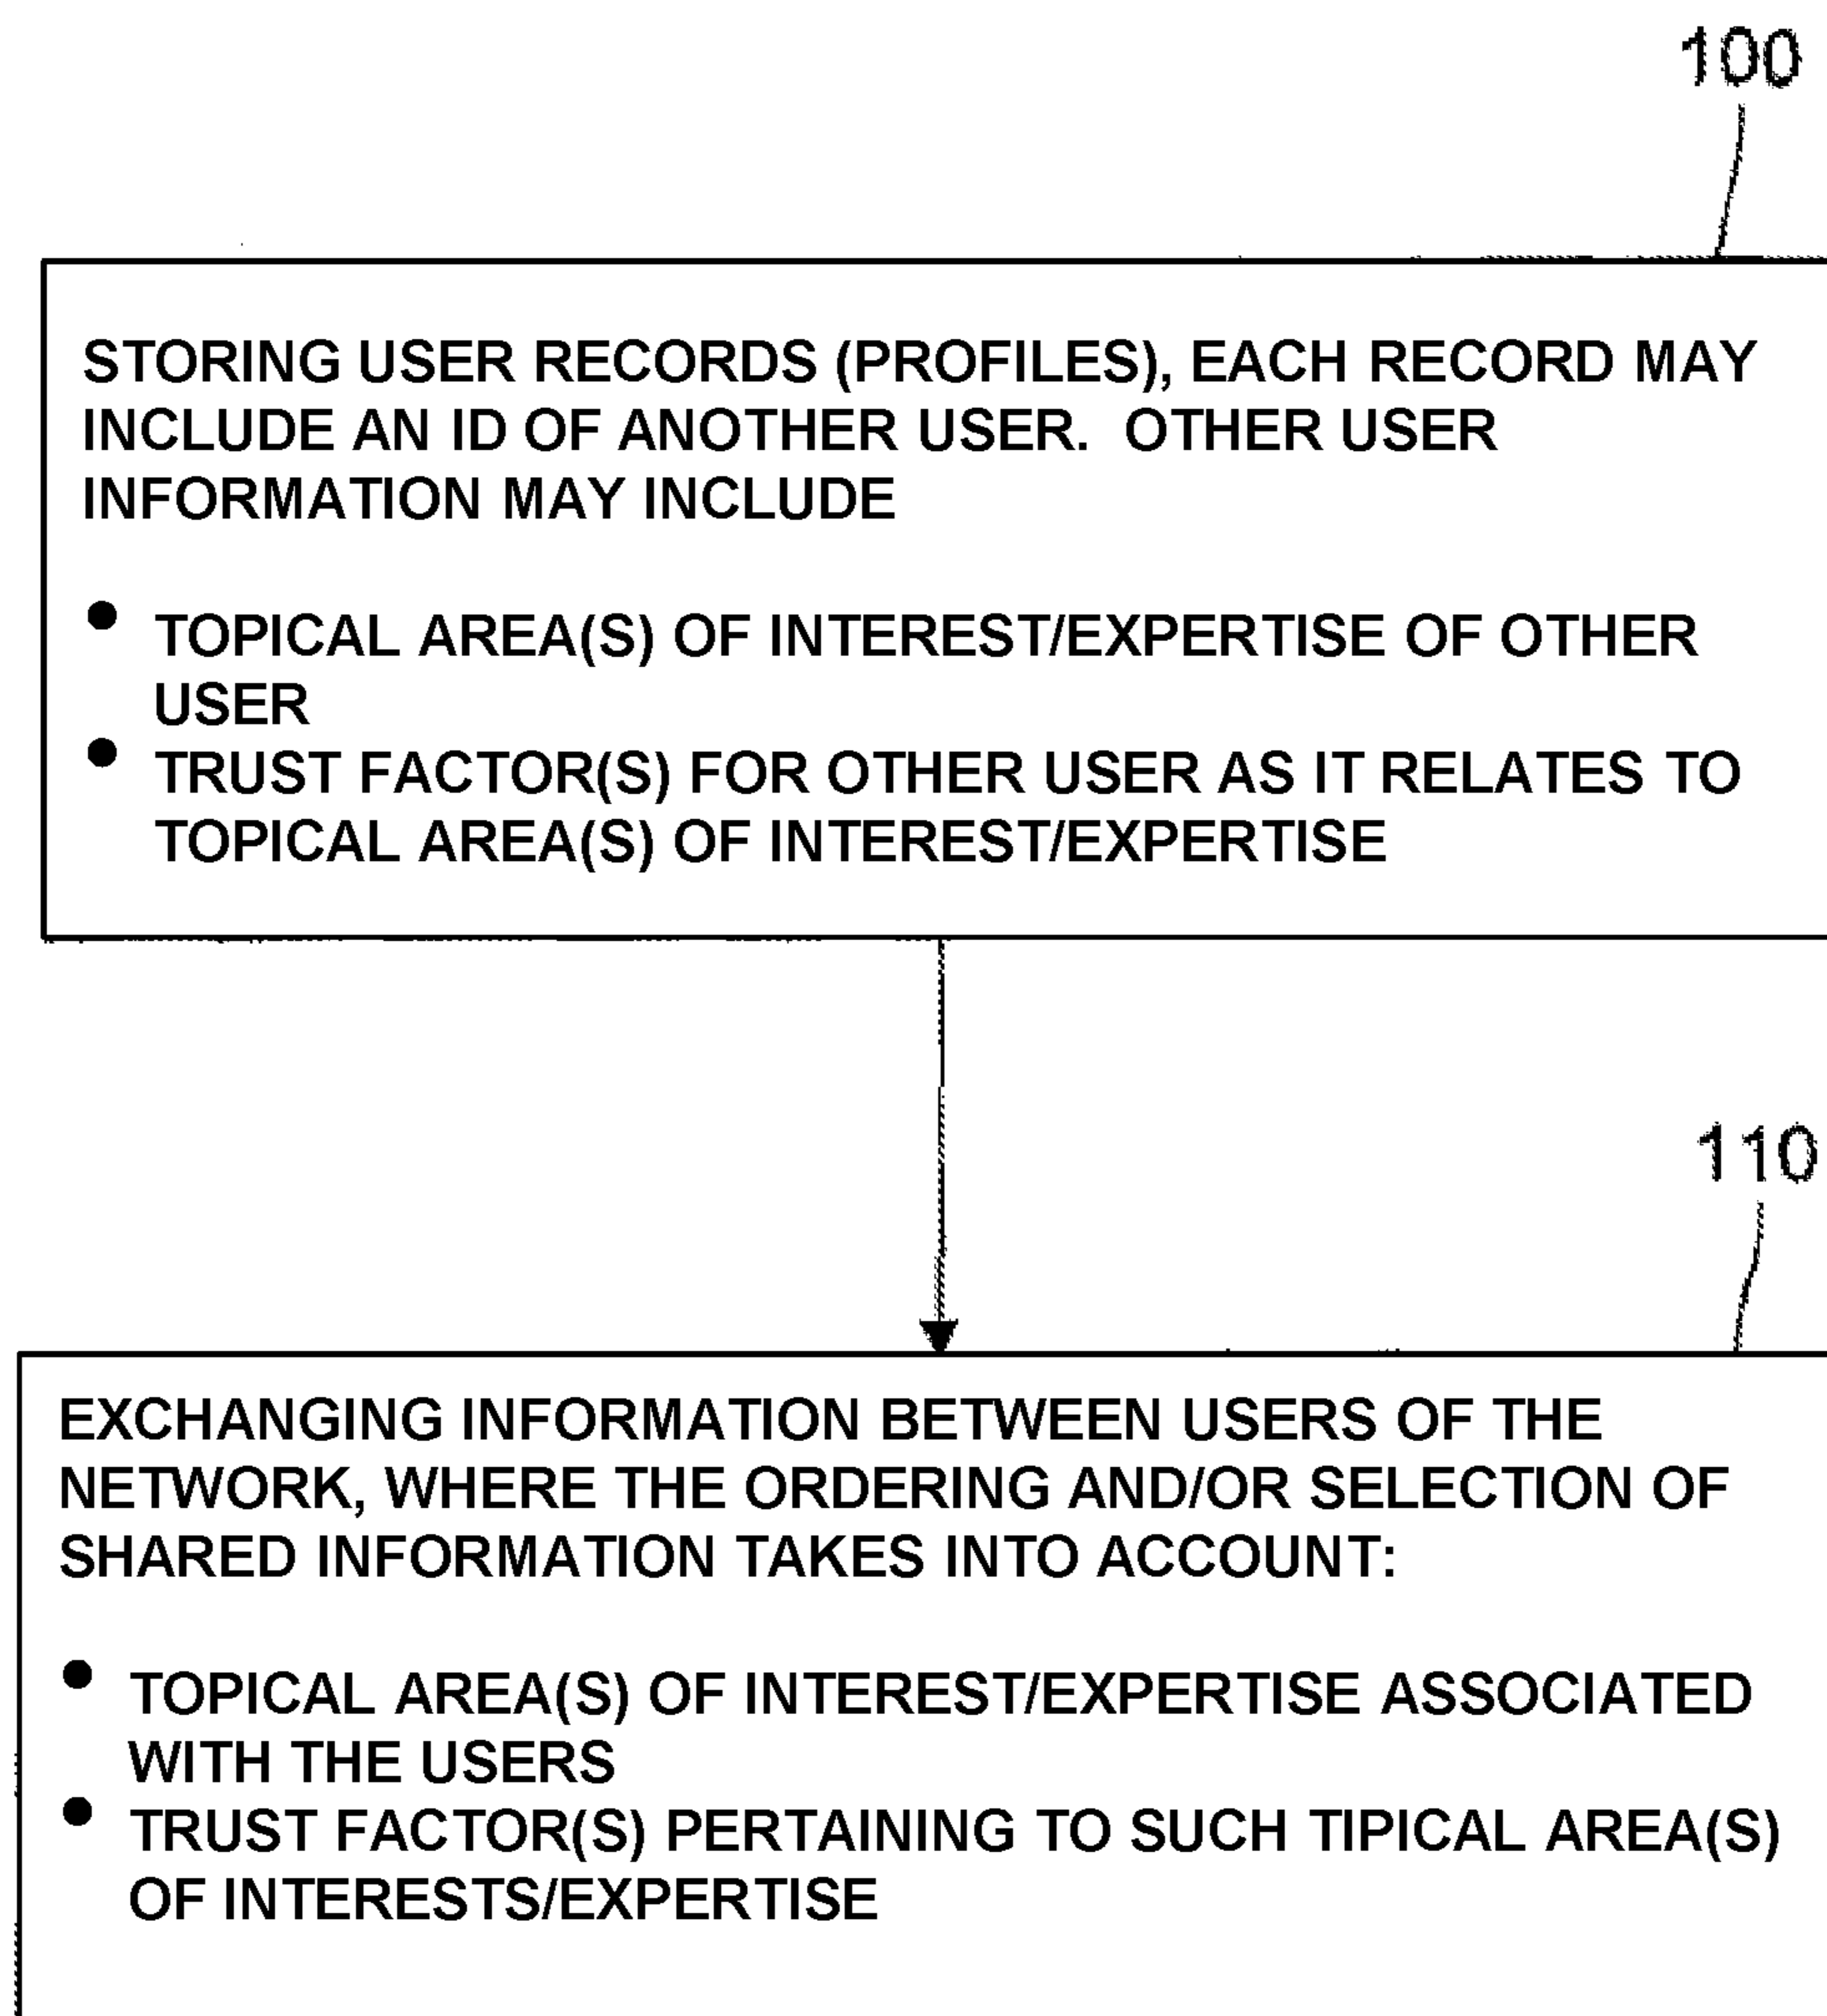 100
STORING USER RECORDS (PROFILES), EACH RECORD MAY
INCLUDE AN ID OF ANOTHER USER. OTHER USER
INFORMATION MAY INCLUDE
• TOPICAL AREA(S) OF INTEREST/EXPERTISE OF OTHER
USER
• TRUST FACTOR(S) FOR OTHER USER AS IT RELATES TO
TOPICAL AREA(S) OF INTEREST/EXPERTISE
110
EXCHANGING INFORMATION BETWEEN USERS OF THE
NETWORK, WHERE THE ORDERING AND/OR SELECTION OF
SHARED INFORMATION TAKES INTO ACCOUNT:
• TOPICAL AREA(S) OF INTEREST/EXPERTISE ASSOCIATED
WITH THE USERS
• TRUST FACTOR(S) PERTAINING TO SUCH TIPICAL AREA(S)
OF INTERESTS/EXPERTISE